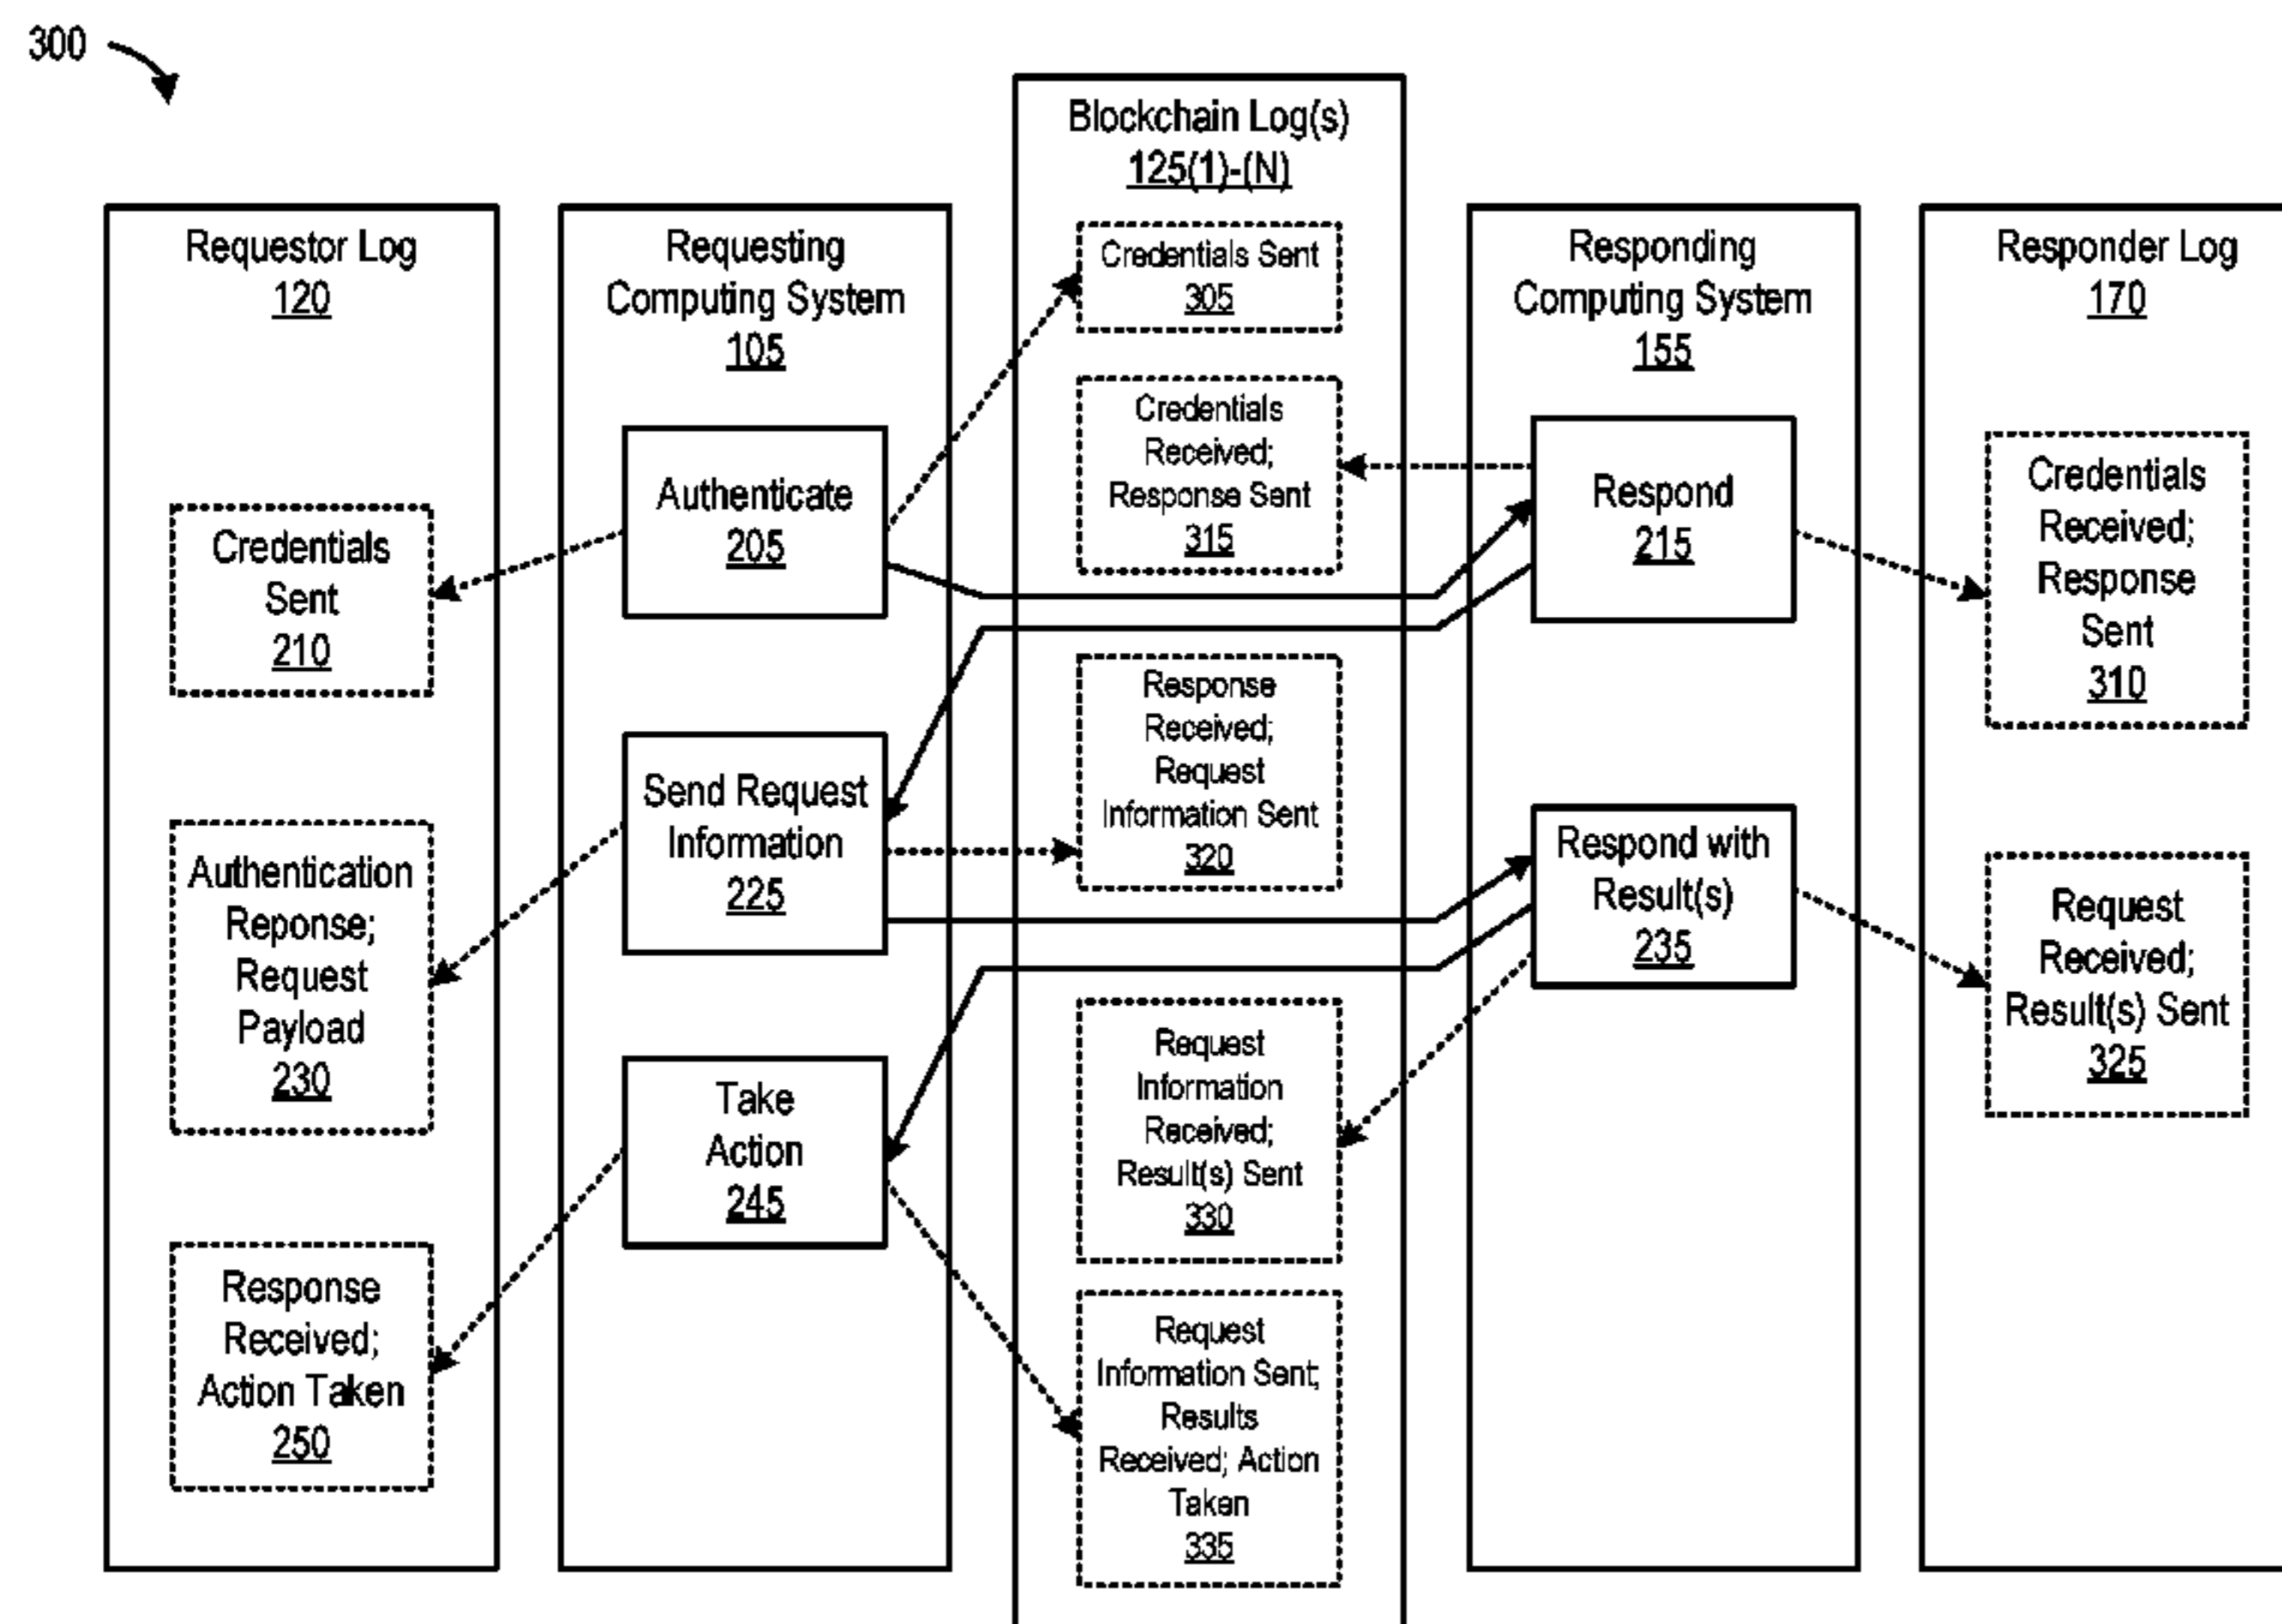 300
Requestor Log
120
Credentials
Sent
210
Authentication
Reponse;
Request
Payload
230
Response
Received;
Action Taken
250
Requesting
Computing System
105
Authenticate
205
Send Request
Information
225
Take
Action
245
Blockchain Log(s)
125(1)-(N)
Credentials Sent
305
Credentials
Received;
Response Sent
315
Response
Received;
Request
Information Sent
320
Request
Information
Received;
Result(s) Sent
330
Request
Information Sent;
Results
Received; Action
Taken
335
Responding
Computing System
155
Respond
215
Respond with
Result(s)
235
Responder Log
170
Credentials
Received;
Response
Sent
310
Request
Received;
Result(s) Sent
325